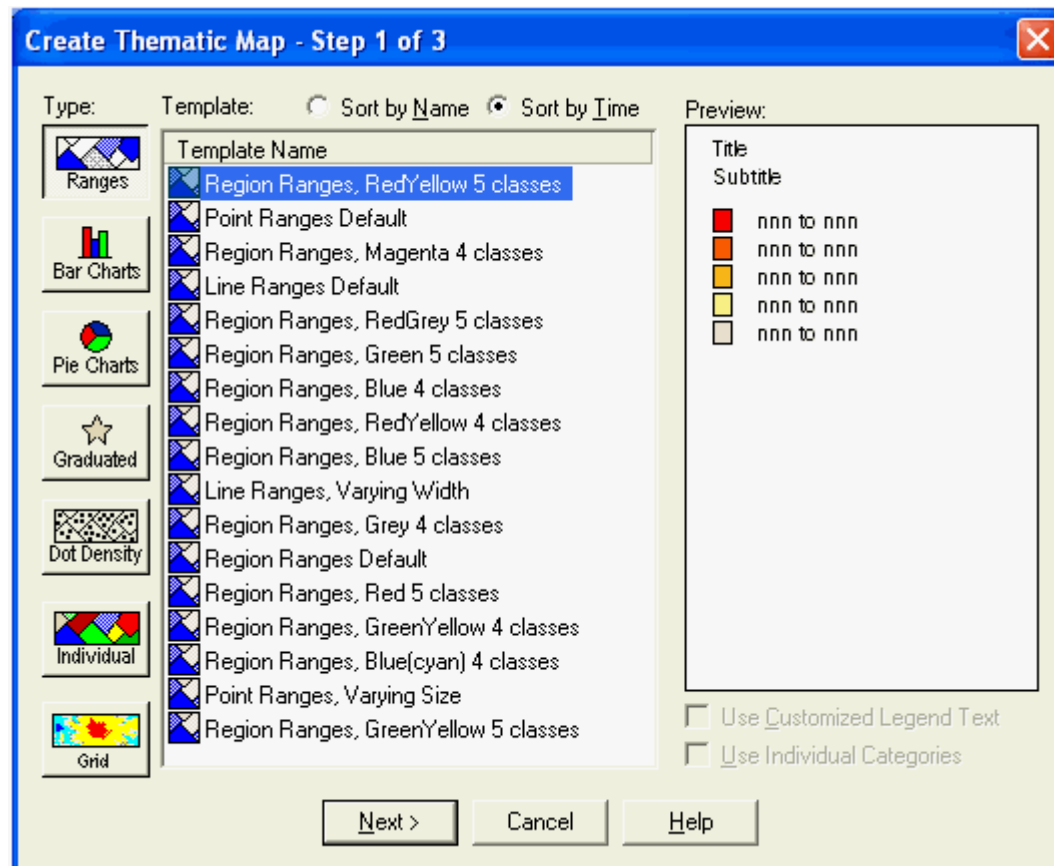 Create Thematic Map - Step 1 of 3
Type:
Ranges
Bar Charts
Pie Charts
Graduated
Dot Density
Individual
Grid
Template: Sort by Name Sort by Time
Template Name
Region Ranges, RedYellow 5 classes
Point Ranges Default
Region Ranges, Magenta 4 classes
Line Ranges Default
Region Ranges, RedGrey 5 classes
Region Ranges, Green 5 classes
Region Ranges, Blue 4 classes
Region Ranges, RedYellow 4 classes
Region Ranges, Blue 5 classes
Line Ranges, Varying Width
Region Ranges, Grey 4 classes
Region Ranges Default
Region Ranges, Red 5 classes
Region Ranges, GreenYellow 4 classes
Region Ranges, Blue(cyan) 4 classes
Point Ranges, Varying Size
Region Ranges, GreenYellow 5 classes
Preview:
Title
Subtitle
nnn to nnn
nnn to nnn
nnn to nnn
nnn to nnn
nnn to nnn
Use Customized Legend Text
Use Individual Categories
Next > Cancel Help